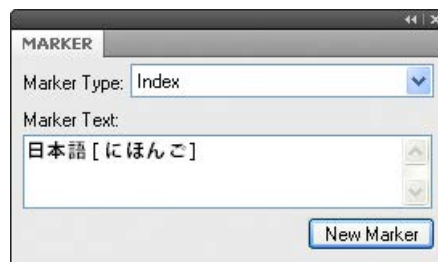 MARKER
Marker Type: Index
Marker Text:
日本語 [ にほんご ]
New Marker